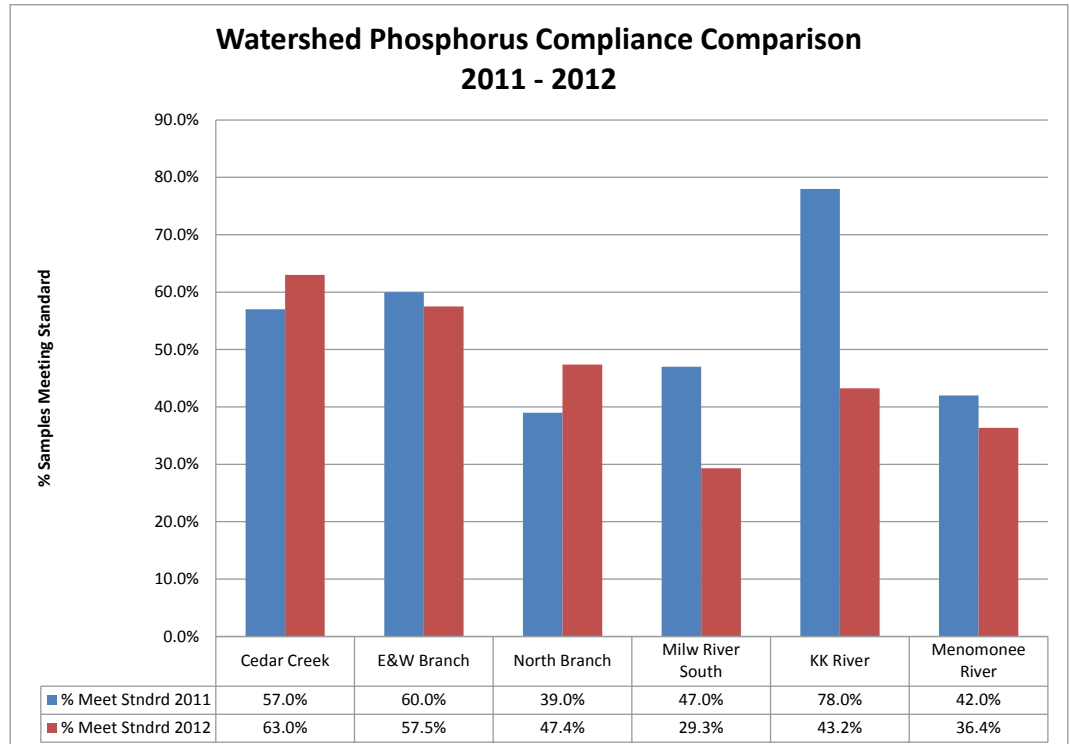 Watershed Phosphorus Compliance Comparison
2011 - 2012
% Samples Meeting Standard
90.0%
80.0%
70.0%
60.0%
50.0%
40.0%
30.0%
20.0%
10.0%
0.0%
Cedar Creek E&W Branch North Branch Milw River South KK River Menomonee River
% Meet Stndrd 2011 57.0% 60.0% 39.0% 47.0% 78.0% 42.0%
% Meet Stndrd 2012 63.0% 57.5% 47.4% 29.3% 43.2% 36.4%